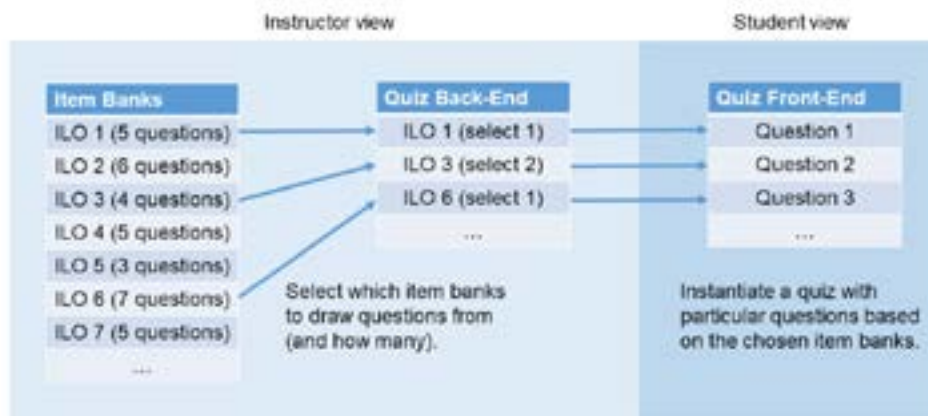 Instructor view
Student view
Item Banks
ILO 1 (5 questions)
ILO 2 (6 questions)
ILO 3 (4 questions)
ILO 4 (5 questions)
ILO 5 (3 questions)
ILO 6 (7 questions)
ILO 7 (5 questions)
...
Quiz Back-End
ILO 1 (select 1)
ILO 3 (select 2)
ILO 6 (select 1)
...
Select which item banks
to draw questions from
(and how many).
Quiz Front-End
Question 1
Question 2
Question 3
...
Instantiate a quiz with
particular questions based
on the chosen item banks.